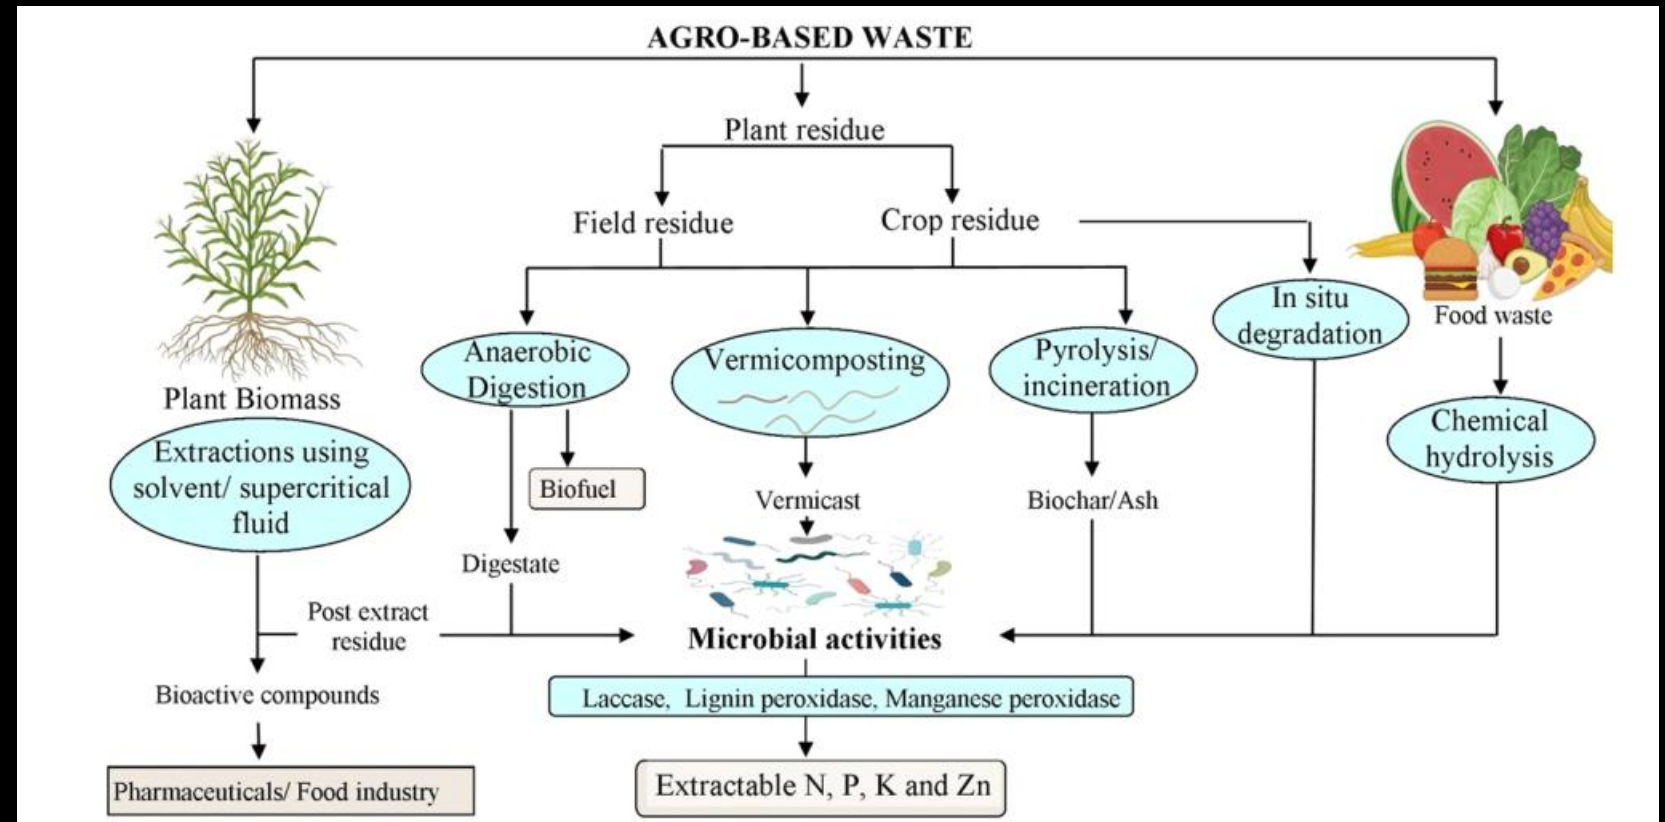 AGRO-BASED WASTE
Plant residue
Field residue
Crop residue
Plant Biomass
Extractions using
solvent/ supercritical
fluid
Anaerobic
Digestion
Vermicomposting
Pyrolysis/
incineration
In situ
degradation
Food waste
Chemical
hydrolysis
Biofuel
Digestate
Vermicast
Biochar/Ash
Post extract
residue
Microbial activities
Bioactive compounds
Laccase, Lignin peroxidase, Manganese peroxidase
Pharmaceuticals/ Food industry
Extractable N, P, K and Zn